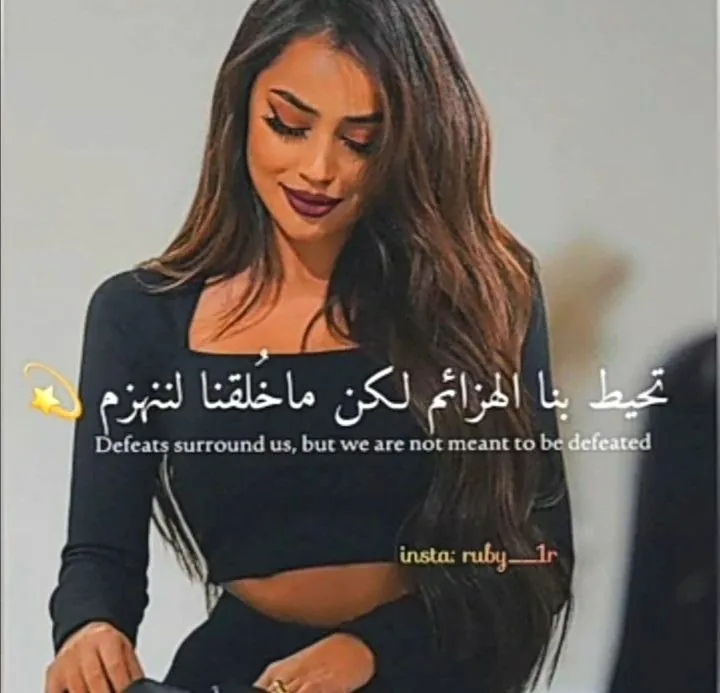 تحيط بنا الهزائم لكن ماخُلقنا لننهزم 💫
Defeats surround us, but we are not meant to be defeated
insta: ruby__1r